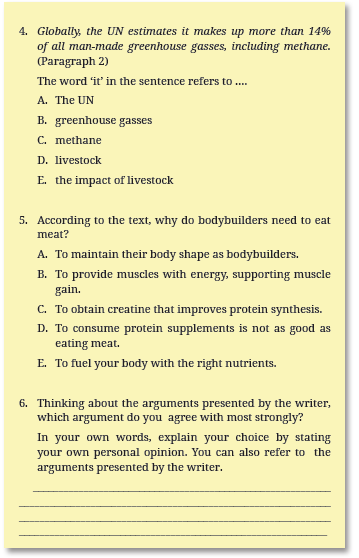 4. Globally, the UN estimates it makes up more than 14%
of all man-made greenhouse gasses, including methane.
(Paragraph 2)
The word ‘it’ in the sentence refers to ....
A. The UN
B. greenhouse gasses
C. methane
D. livestock
E. the impact of livestock
5. According to the text, why do bodybuilders need to eat
meat?
A. To maintain their body shape as bodybuilders.
B. To provide muscles with energy, supporting muscle
gain.
C. To obtain creatine that improves protein synthesis.
D. To consume protein supplements is not as good as
eating meat.
E. To fuel your body with the right nutrients.
6. Thinking about the arguments presented by the writer,
which argument do you agree with most strongly?
In your own words, explain your choice by stating
your own personal opinion. You can also refer to the
arguments presented by the writer.